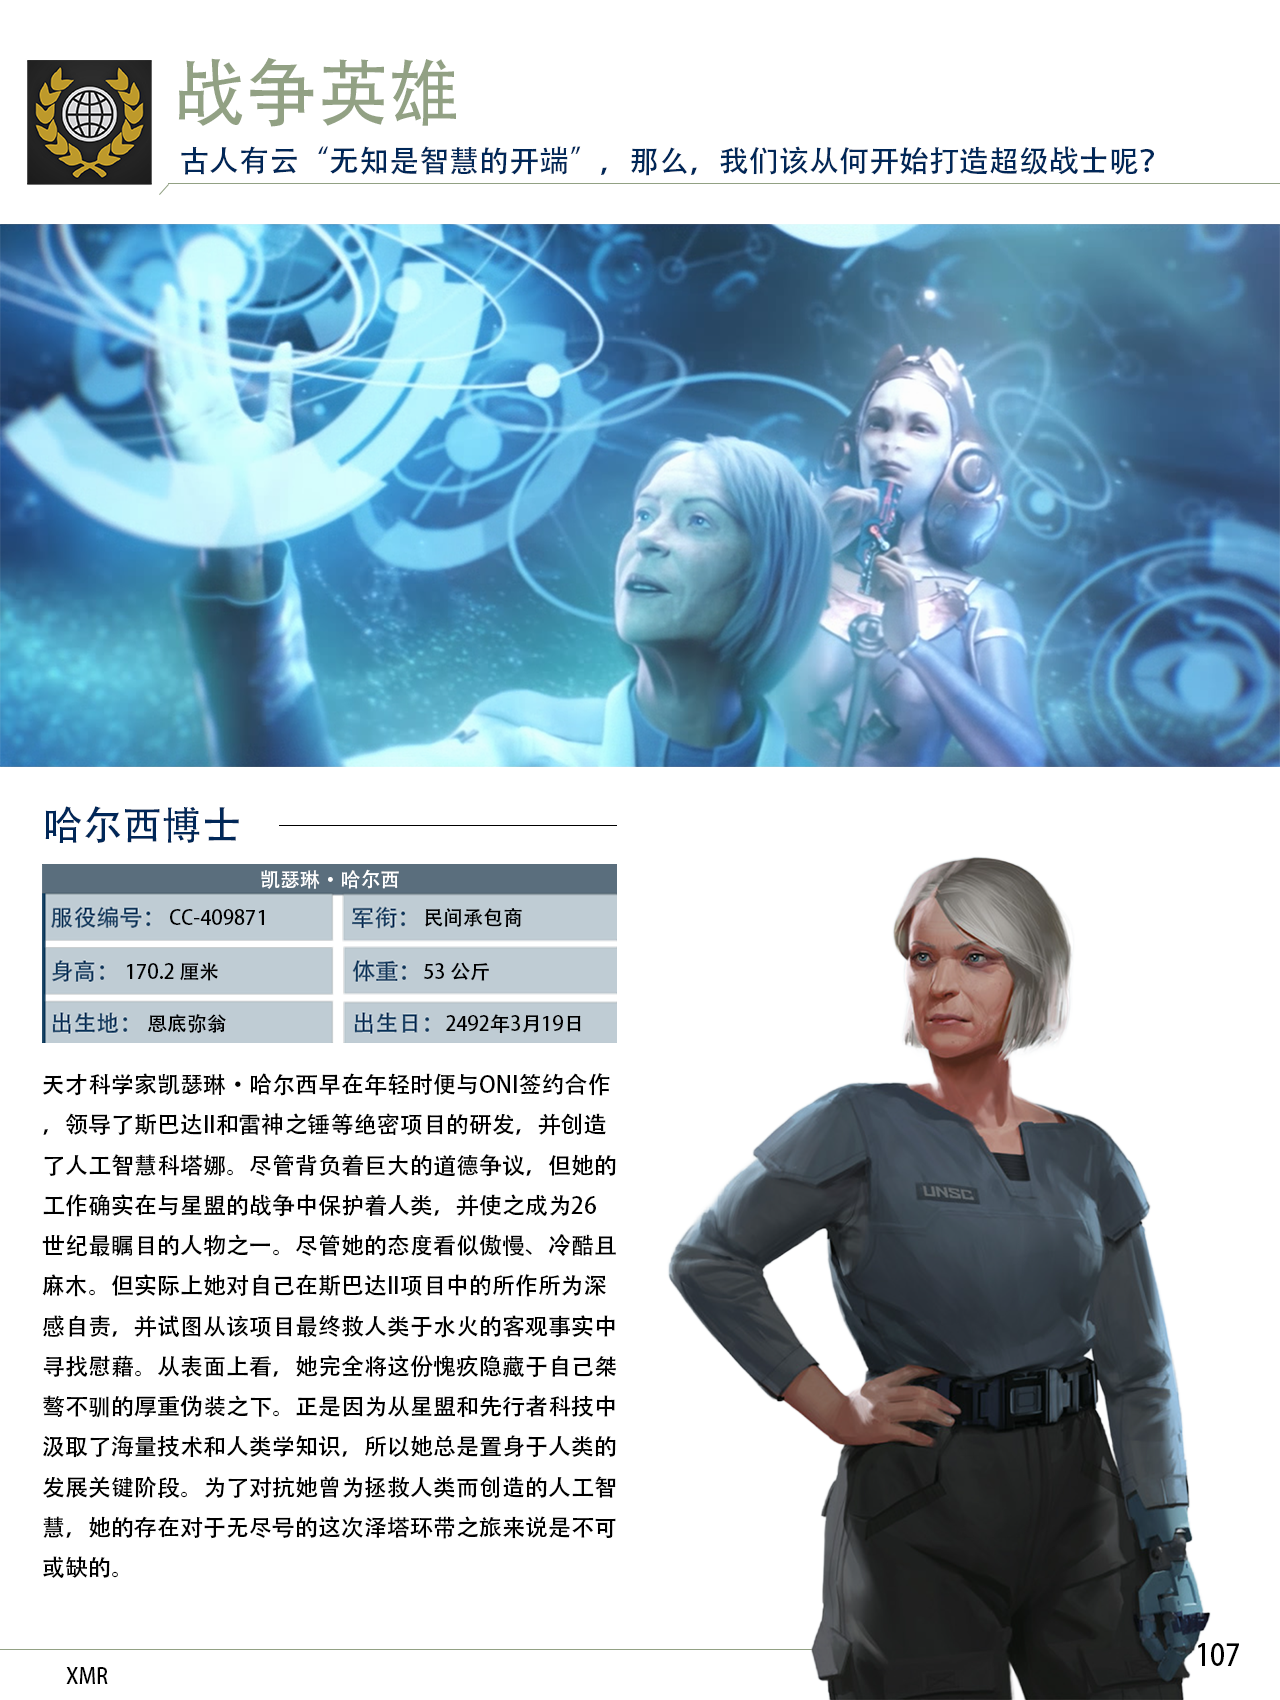 战争英雄
古人有云“无知是智慧的开端”，那么，我们该从何开始打造超级战士呢？
哈尔西博士
凯瑟琳·哈尔西
服役编号： CC-409871
军衔： 民间承包商
身高： 170.2 厘米
体重： 53 公斤
出生地： 恩底弥翁
出生日： 2492年3月19日
天才科学家凯瑟琳·哈尔西早在年轻时便与ONI签约合作
，领导了斯巴达II和雷神之锤等绝密项目的研发，并创造
了人工智慧科塔娜。尽管背负着巨大的道德争议，但她的
工作确实在与星盟的战争中保护着人类，并使之成为26
世纪最瞩目的人物之一。尽管她的态度看似傲慢、冷酷且
麻木。但实际上她对自己在斯巴达II项目中的所作所为深
感自责，并试图从该项目最终救人类于水火的客观事实中
寻找慰藉。从表面上看，她完全将这份愧疚隐藏于自己桀
骜不驯的厚重伪装之下。正是因为从星盟和先行者科技中
汲取了海量技术和人类学知识，所以她总是置身于人类的
发展关键阶段。为了对抗她曾为拯救人类而创造的人工智
慧，她的存在对于无尽号的这次泽塔环带之旅来说是不可
或缺的。
UNSC
XMR
107